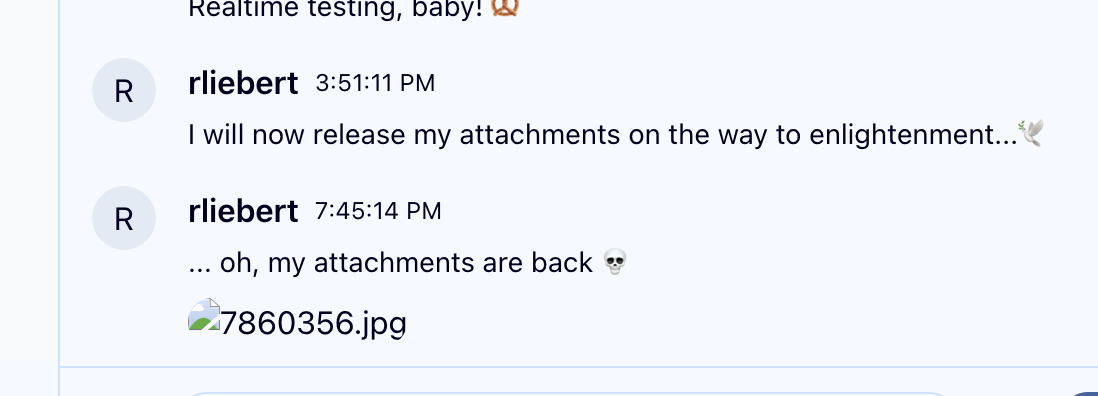 Realtime testing, baby! 🥨
R
rliebert 3:51:11 PM
I will now release my attachments on the way to enlightenment...🕊️
R
rliebert 7:45:14 PM
... oh, my attachments are back 💀
7860356.jpg